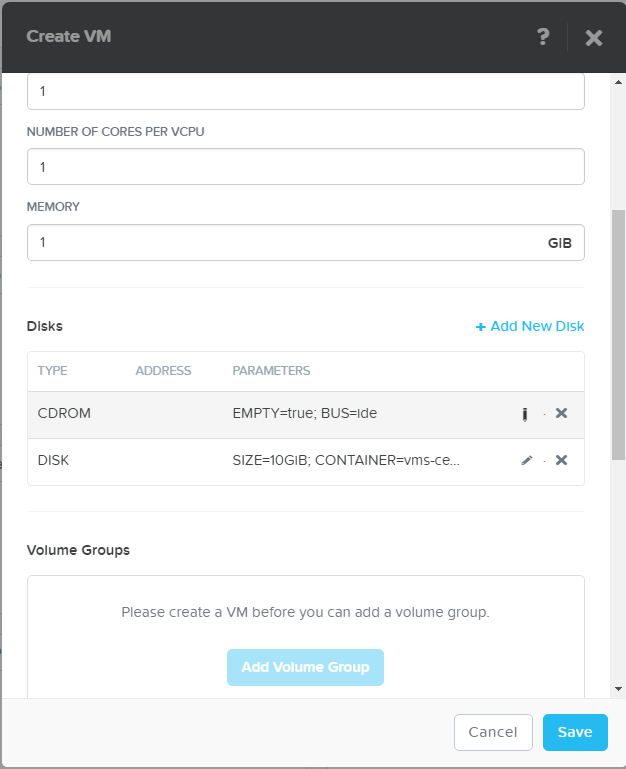 Create VM ?
1
NUMBER OF CORES PER VCPU
1
MEMORY
1 GIB
Disks + Add New Disk
TYPE ADDRESS PARAMETERS
CDROM EMPTY=true; BUS=ide
DISK SIZE=10GiB; CONTAINER=vms-ce...
Volume Groups
Please create a VM before you can add a volume group.
Add Volume Group
Cancel Save